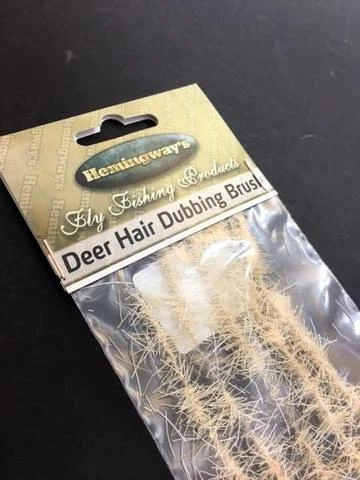 Hemingway's
Fly Fishing Products
Deer Hair Dubbing Brush